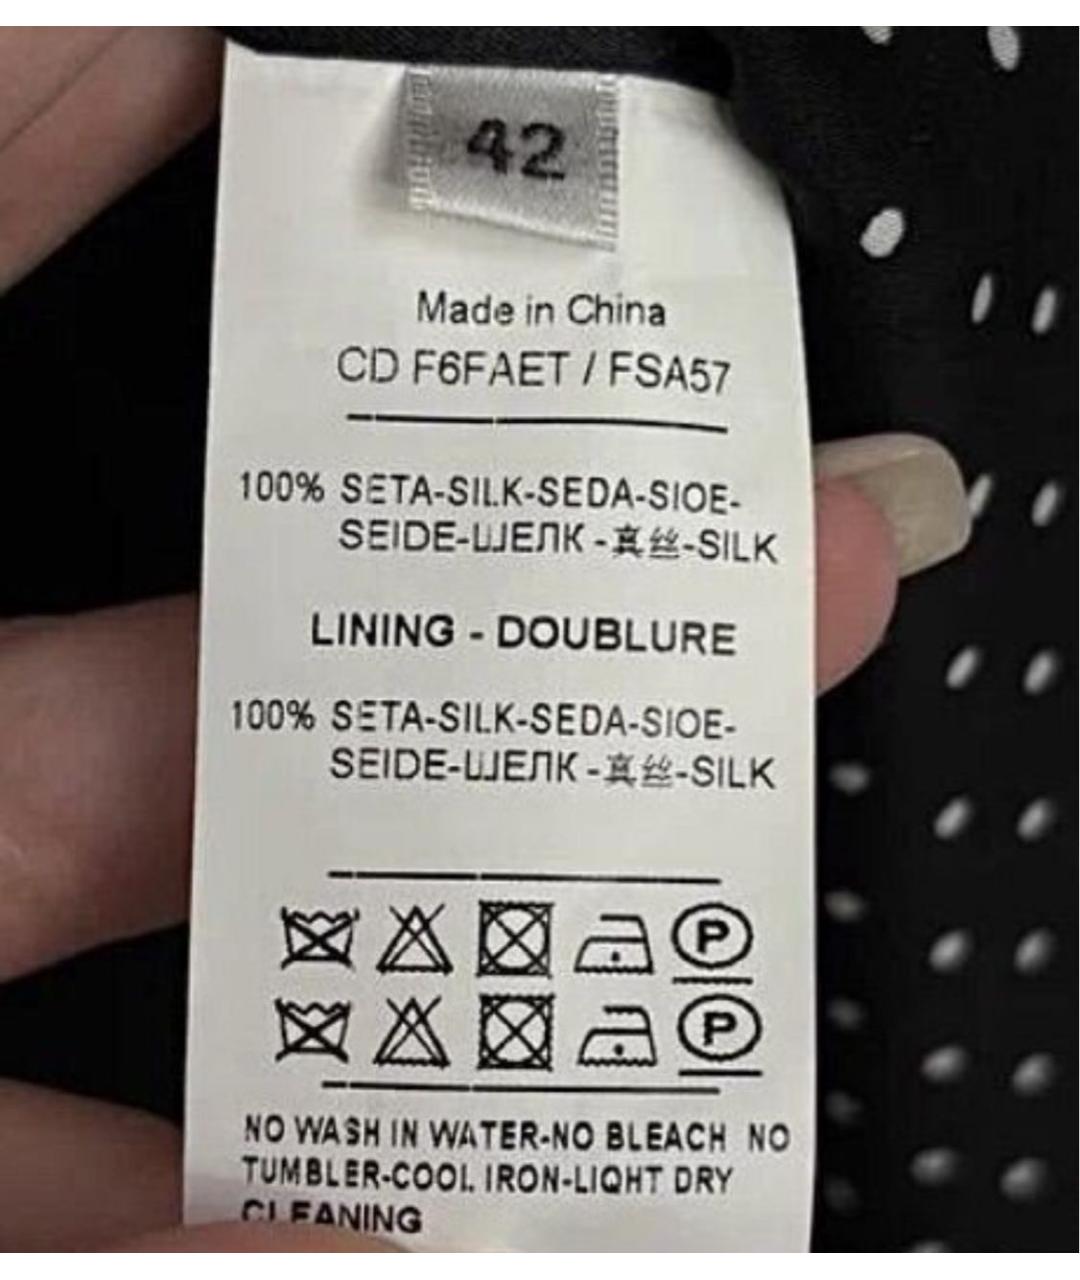 42
Made in China
CD F6FAET / FSA57
100% SETA-SILK-SEDA-SIOE-
SEIDE-ШЕЛК-真丝-SILK
LINING - DOUBLURE
100% SETA-SILK-SEDA-SIOE-
SEIDE-ШЕЛК-真丝-SILK
P
P
NO WASH IN WATER-NO BLEACH NO
TUMBLER-COOL IRON-LIQHT DRY
CLEANING